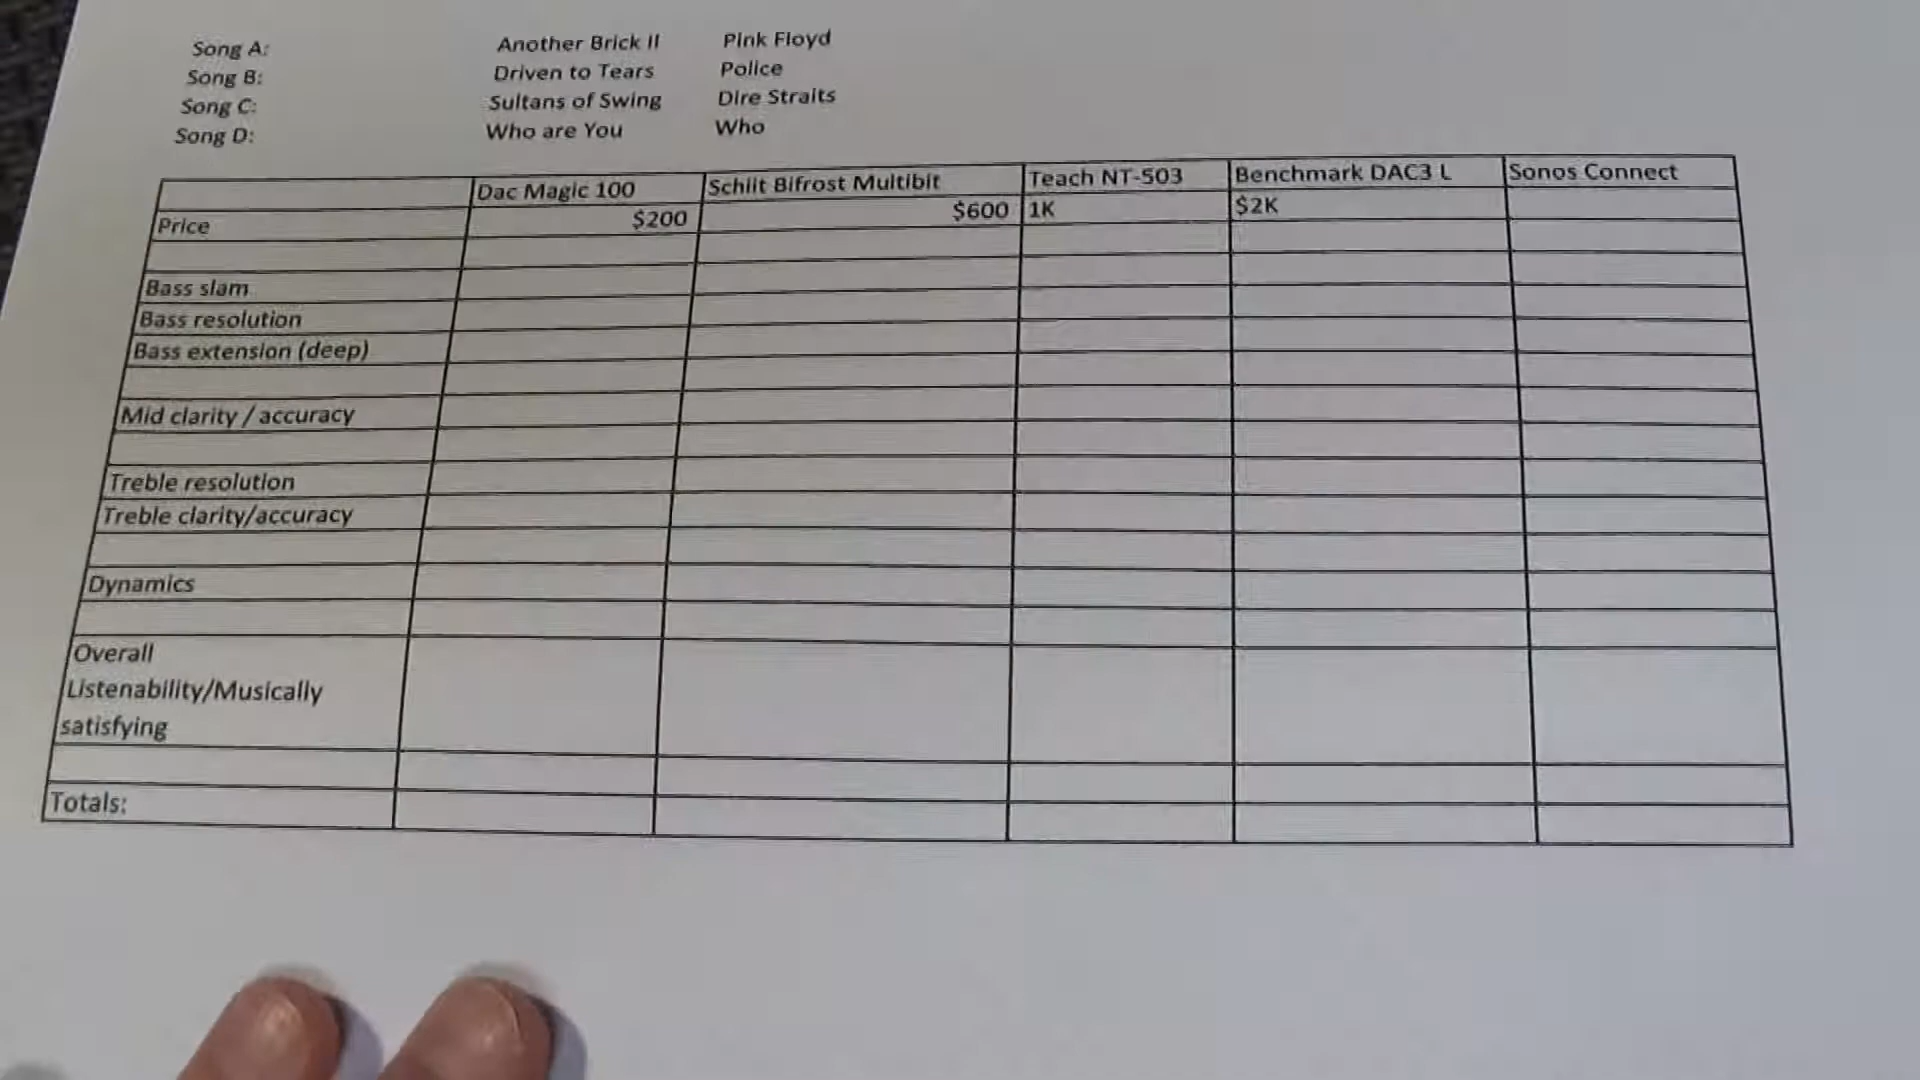 Song A: Another Brick II Pink Floyd
Song B: Driven to Tears Police
Song C: Sultans of Swing Dire Straits
Song D: Who are You Who
Dac Magic 100 Schiit Bifrost Multibit Teach NT-503 Benchmark DAC3 L Sonos Connect
Price $200 $600 1K $2K
Bass slam
Bass resolution
Bass extension (deep)
Mid clarity / accuracy
Treble resolution
Treble clarity/accuracy
Dynamics
Overall
Listenability/Musically
satisfying
Totals: